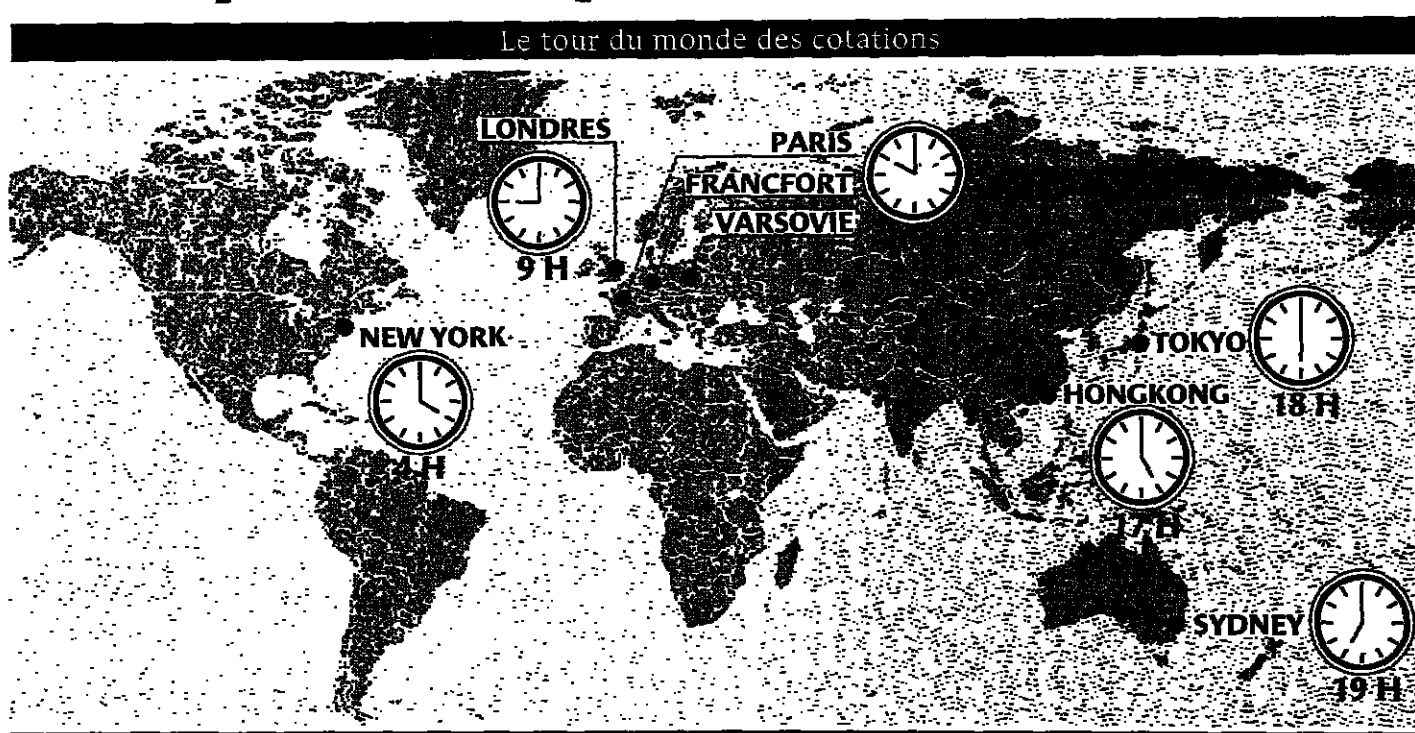 Le tour du monde des cotations
LONDRES
9 H
PARIS
FRANCFORT
VARSOVIE
NEW YORK
4 H
TOKYO
18 H
HONGKONG
17 H
SYDNEY
19 H